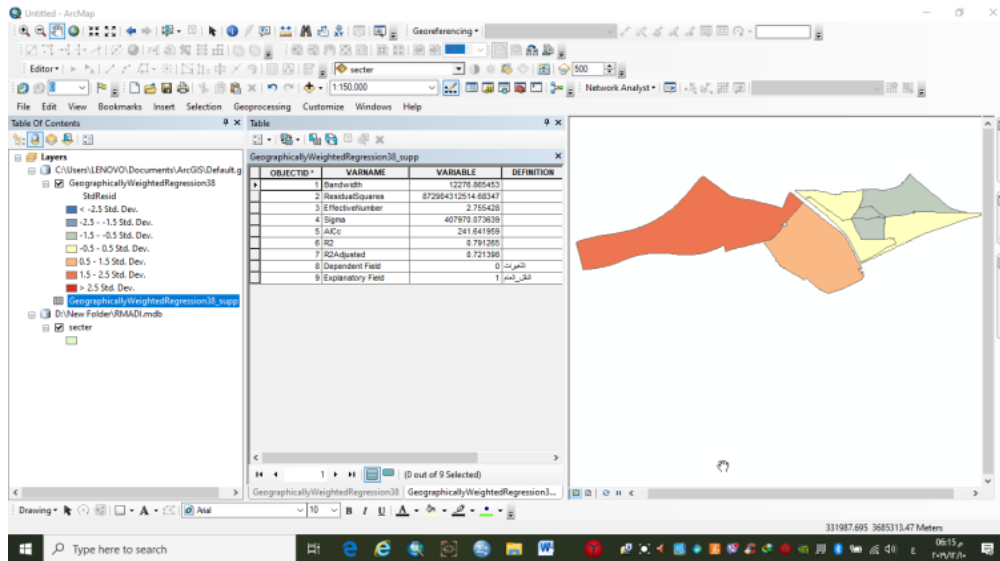 Untitled - ArcMap
Georeferencing
Editor
secter
500
1:150.000
Network Analyst
File Edit View Bookmarks Insert Selection Geoprocessing Customize Windows Help
Table Of Contents
Layers
C:\Users\LENOVO\Documents\ArcGIS\Default.g
GeographicallyWeightedRegression38
StdResid
< -2.5 Std. Dev.
-2.5 - -1.5 Std. Dev.
-1.5 - -0.5 Std. Dev.
-0.5 - 0.5 Std. Dev.
0.5 - 1.5 Std. Dev.
1.5 - 2.5 Std. Dev.
> 2.5 Std. Dev.
GeographicallyWeightedRegression38_supp
D:\New Folder\RMADI.mdb
secter
Table
GeographicallyWeightedRegression38_supp
OBJECTID * VARNAME VARIABLE DEFINITION
1 Bandwidth 12276.865453
2 ResidualSquares 872904312514.68347
3 EffectiveNumber 2.755428
4 Sigma 407970.073639
5 AICc 241.641959
6 R2 0.791265
7 R2Adjusted 0.721398
8 Dependent Field 0
9 Explanatory Field 1 النقل_العام
1 (0 out of 9 Selected)
GeographicallyWeightedRegression38 GeographicallyWeightedRegression3...
Drawing Arial 10 B I U A
331987.695 3685313.47 Meters
Type here to search
06:15 م